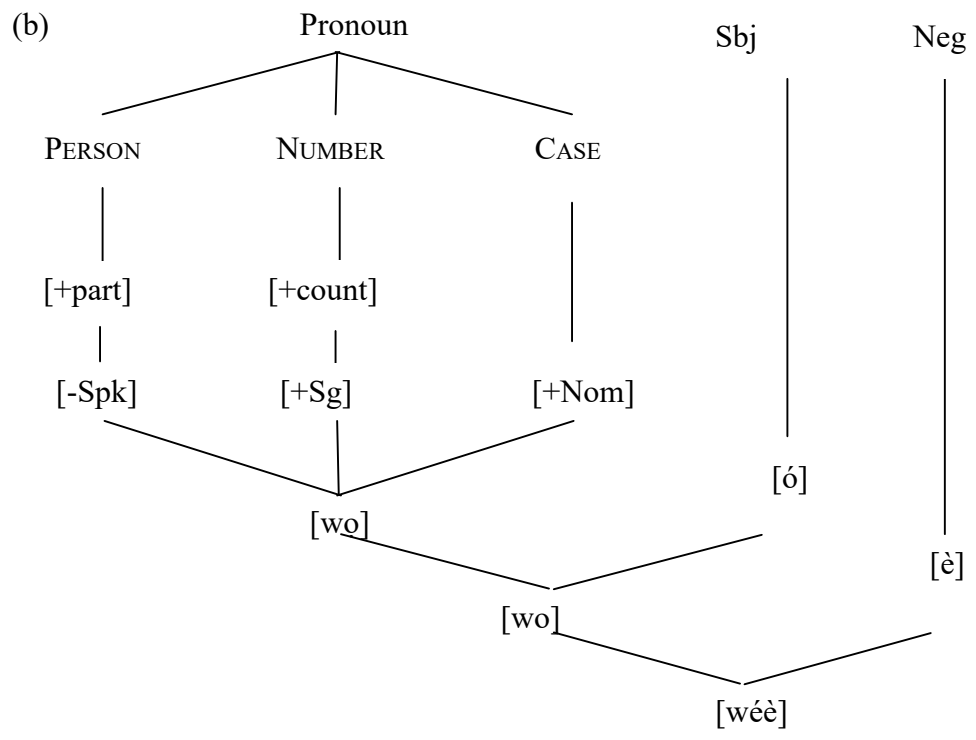 (b) Pronoun Sbj Neg
PERSON NUMBER CASE
[+part] [+count]
[-Spk] [+Sg] [+Nom]
[ó]
[wo]
[è]
[wo]
[wéè]